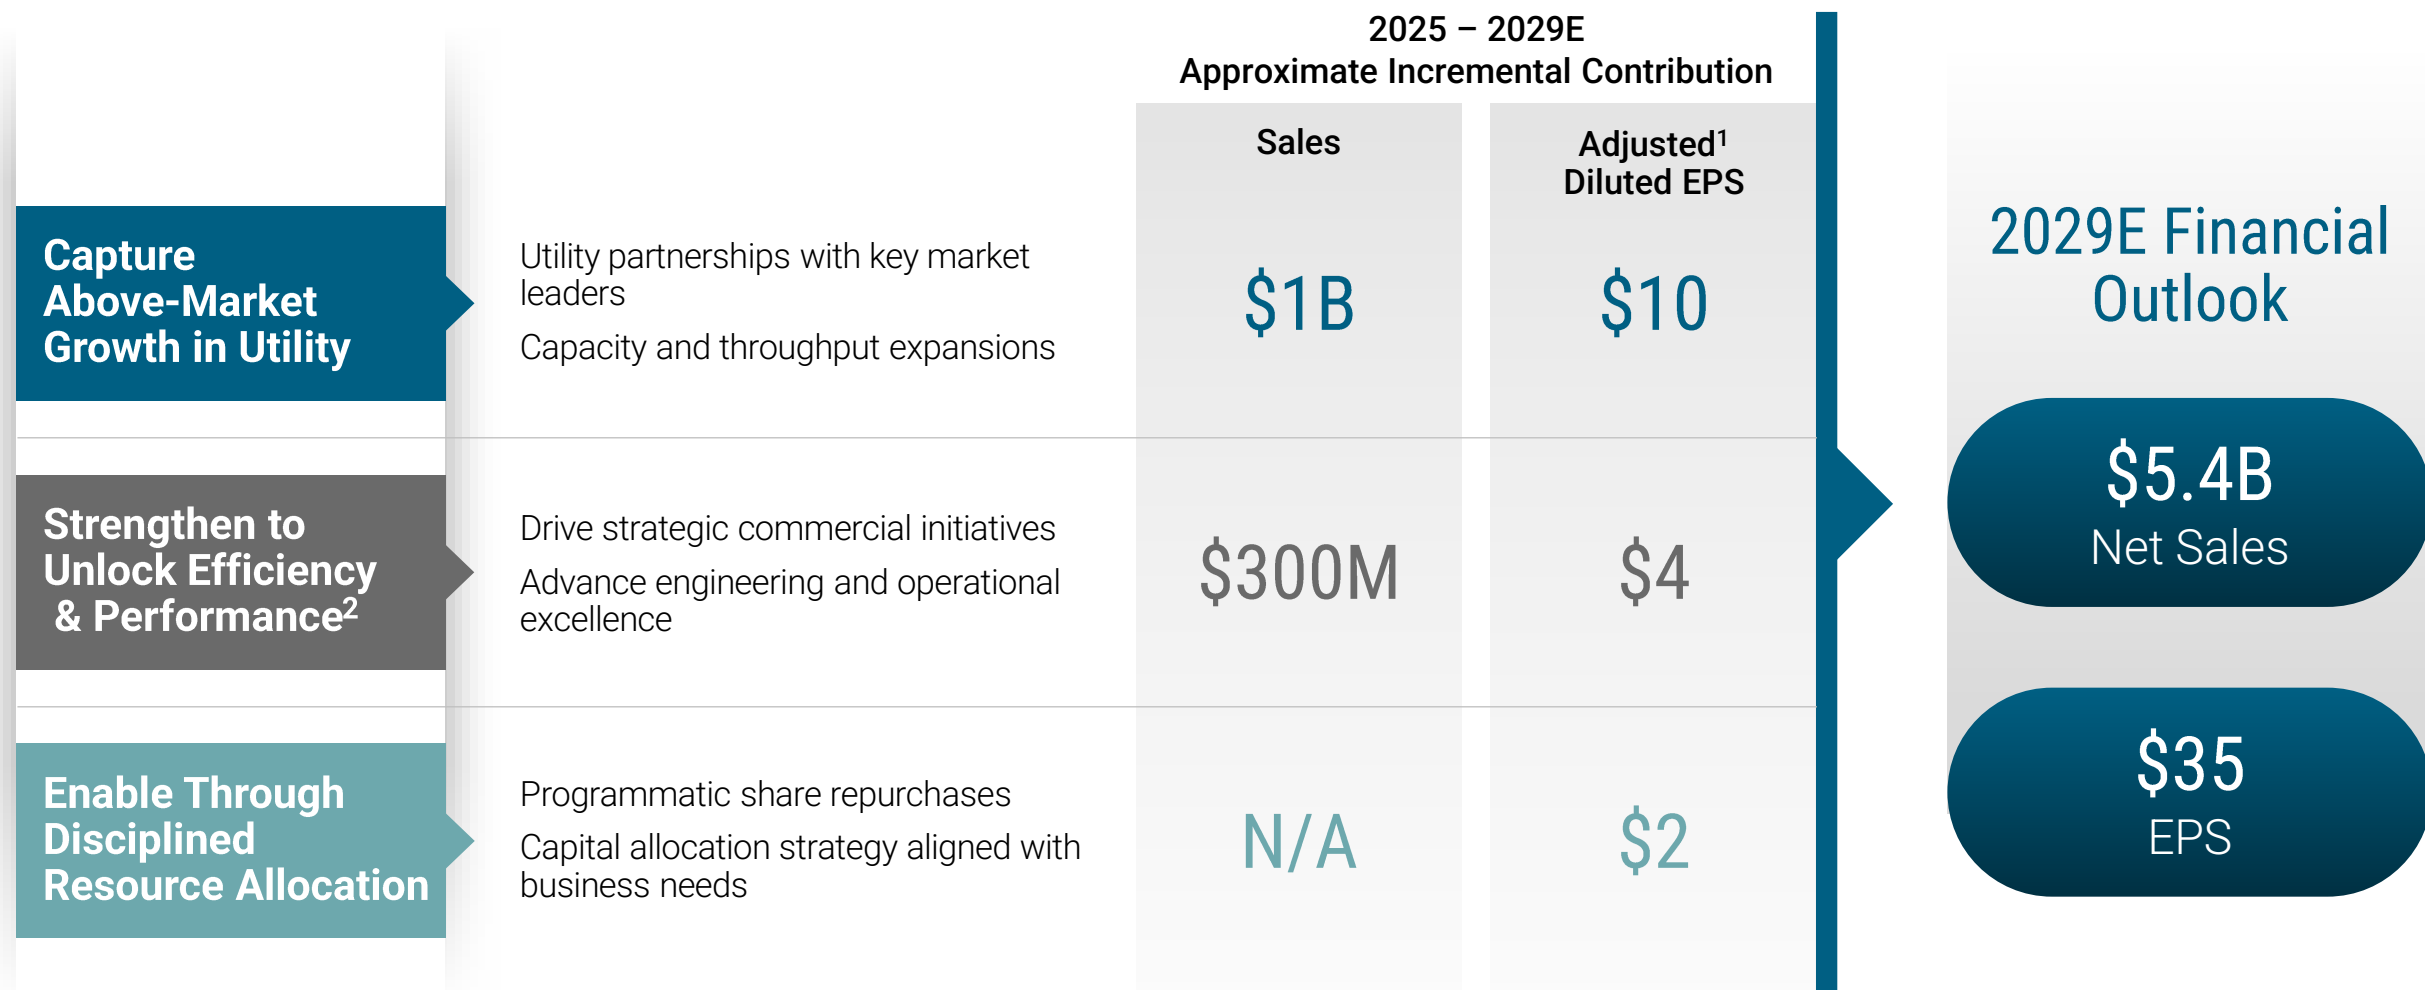 2025 – 2029E
Approximate Incremental Contribution
Sales
Adjusted¹
Diluted EPS
Capture
Above-Market
Growth in Utility
Utility partnerships with key market
leaders
Capacity and throughput expansions
$1B
$10
Strengthen to
Unlock Efficiency
& Performance²
Drive strategic commercial initiatives
Advance engineering and operational
excellence
$300M
$4
Enable Through
Disciplined
Resource Allocation
Programmatic share repurchases
Capital allocation strategy aligned with
business needs
N/A
$2
2029E Financial
Outlook
$5.4B
Net Sales
$35
EPS